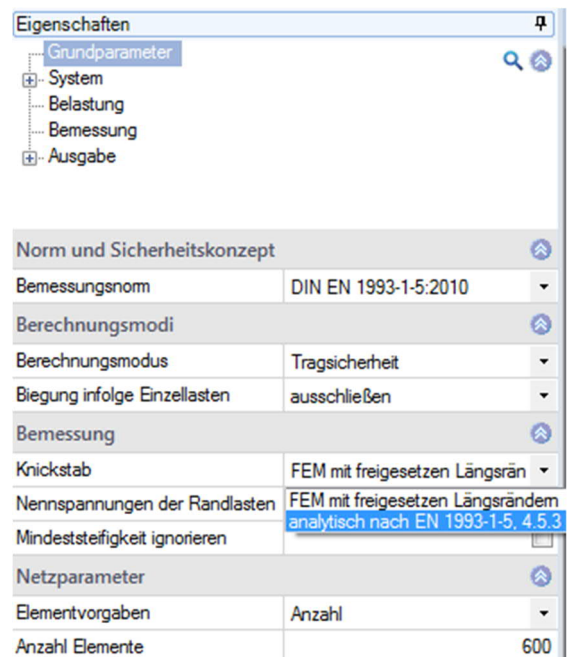 Eigenschaften
Grundparameter
System
Belastung
Bemessung
Ausgabe
Norm und Sicherheitskonzept
Bemessungsnorm DIN EN 1993-1-5:2010
Berechnungsmodi
Berechnungsmodus Tragsicherheit
Biegung infolge Einzellasten ausschließen
Bemessung
Knickstab FEM mit freigesetzen Längsrän
Nennspannungen der Randlasten FEM mit freigesetzen Längsrändern
analytisch nach EN 1993-1-5, 4.5.3
Mindeststeifigkeit ignorieren
Netzparameter
Elementvorgaben Anzahl
Anzahl Elemente 600